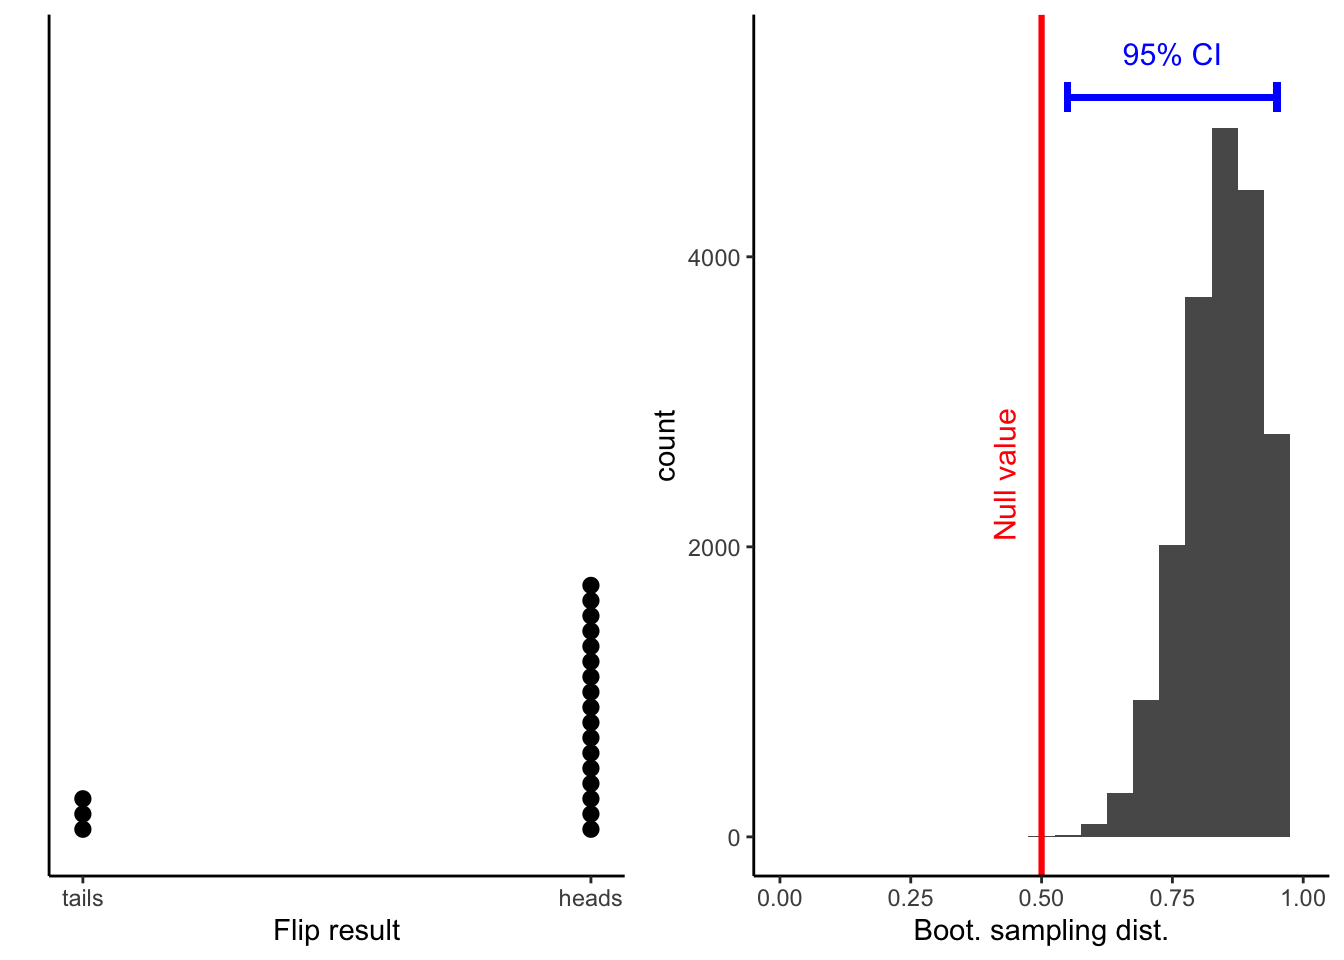 tails
heads
Flip result
95% CI
Null value
count
4000
2000
0
0.00
0.25
0.50
0.75
1.00
Boot. sampling dist.